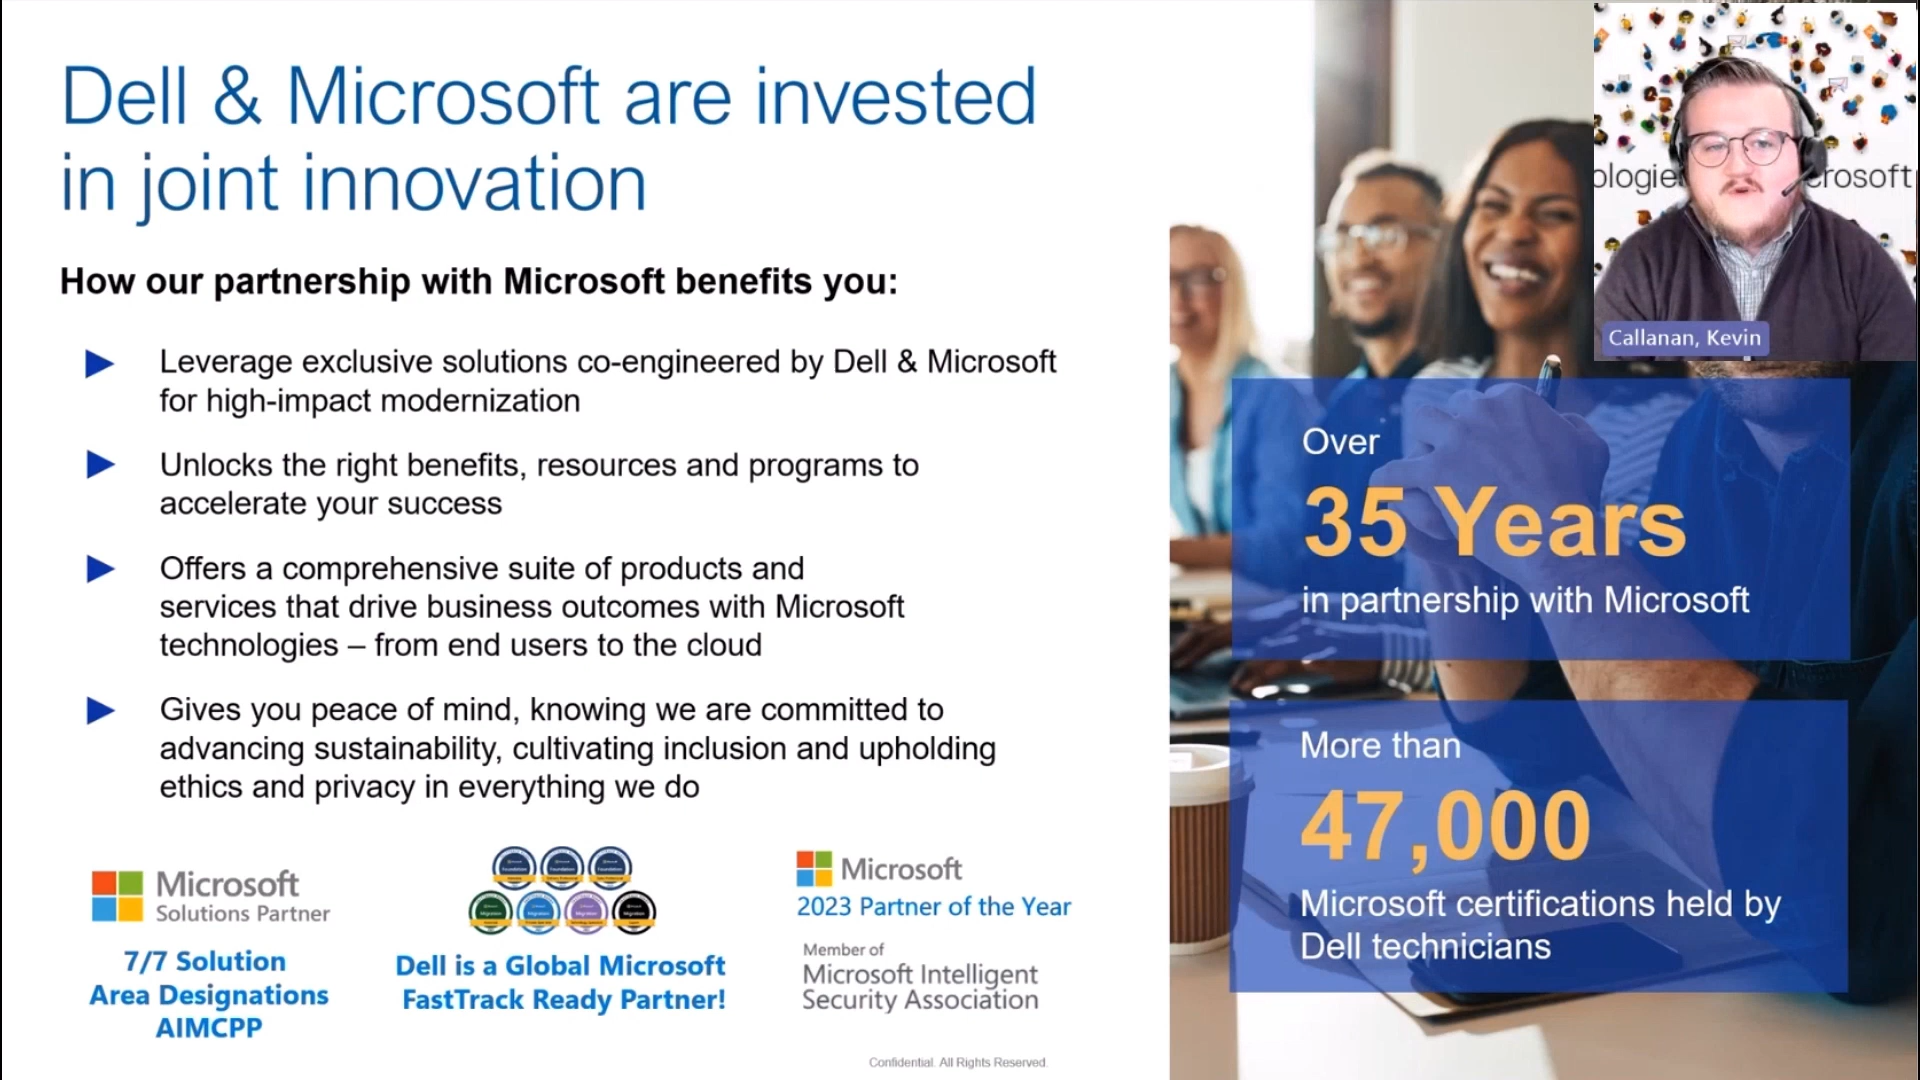 Dell & Microsoft are invested
in joint innovation
How our partnership with Microsoft benefits you:
Leverage exclusive solutions co-engineered by Dell & Microsoft
for high-impact modernization
Unlocks the right benefits, resources and programs to
accelerate your success
Offers a comprehensive suite of products and
services that drive business outcomes with Microsoft
technologies – from end users to the cloud
Gives you peace of mind, knowing we are committed to
advancing sustainability, cultivating inclusion and upholding
ethics and privacy in everything we do
Microsoft
Solutions Partner
7/7 Solution
Area Designations
AIMCPP
Dell is a Global Microsoft
FastTrack Ready Partner!
Microsoft
2023 Partner of the Year
Member of
Microsoft Intelligent
Security Association
Confidential. All Rights Reserved.
ologie
crosoft
Callanan, Kevin
Over
35 Years
in partnership with Microsoft
More than
47,000
Microsoft certifications held by
Dell technicians